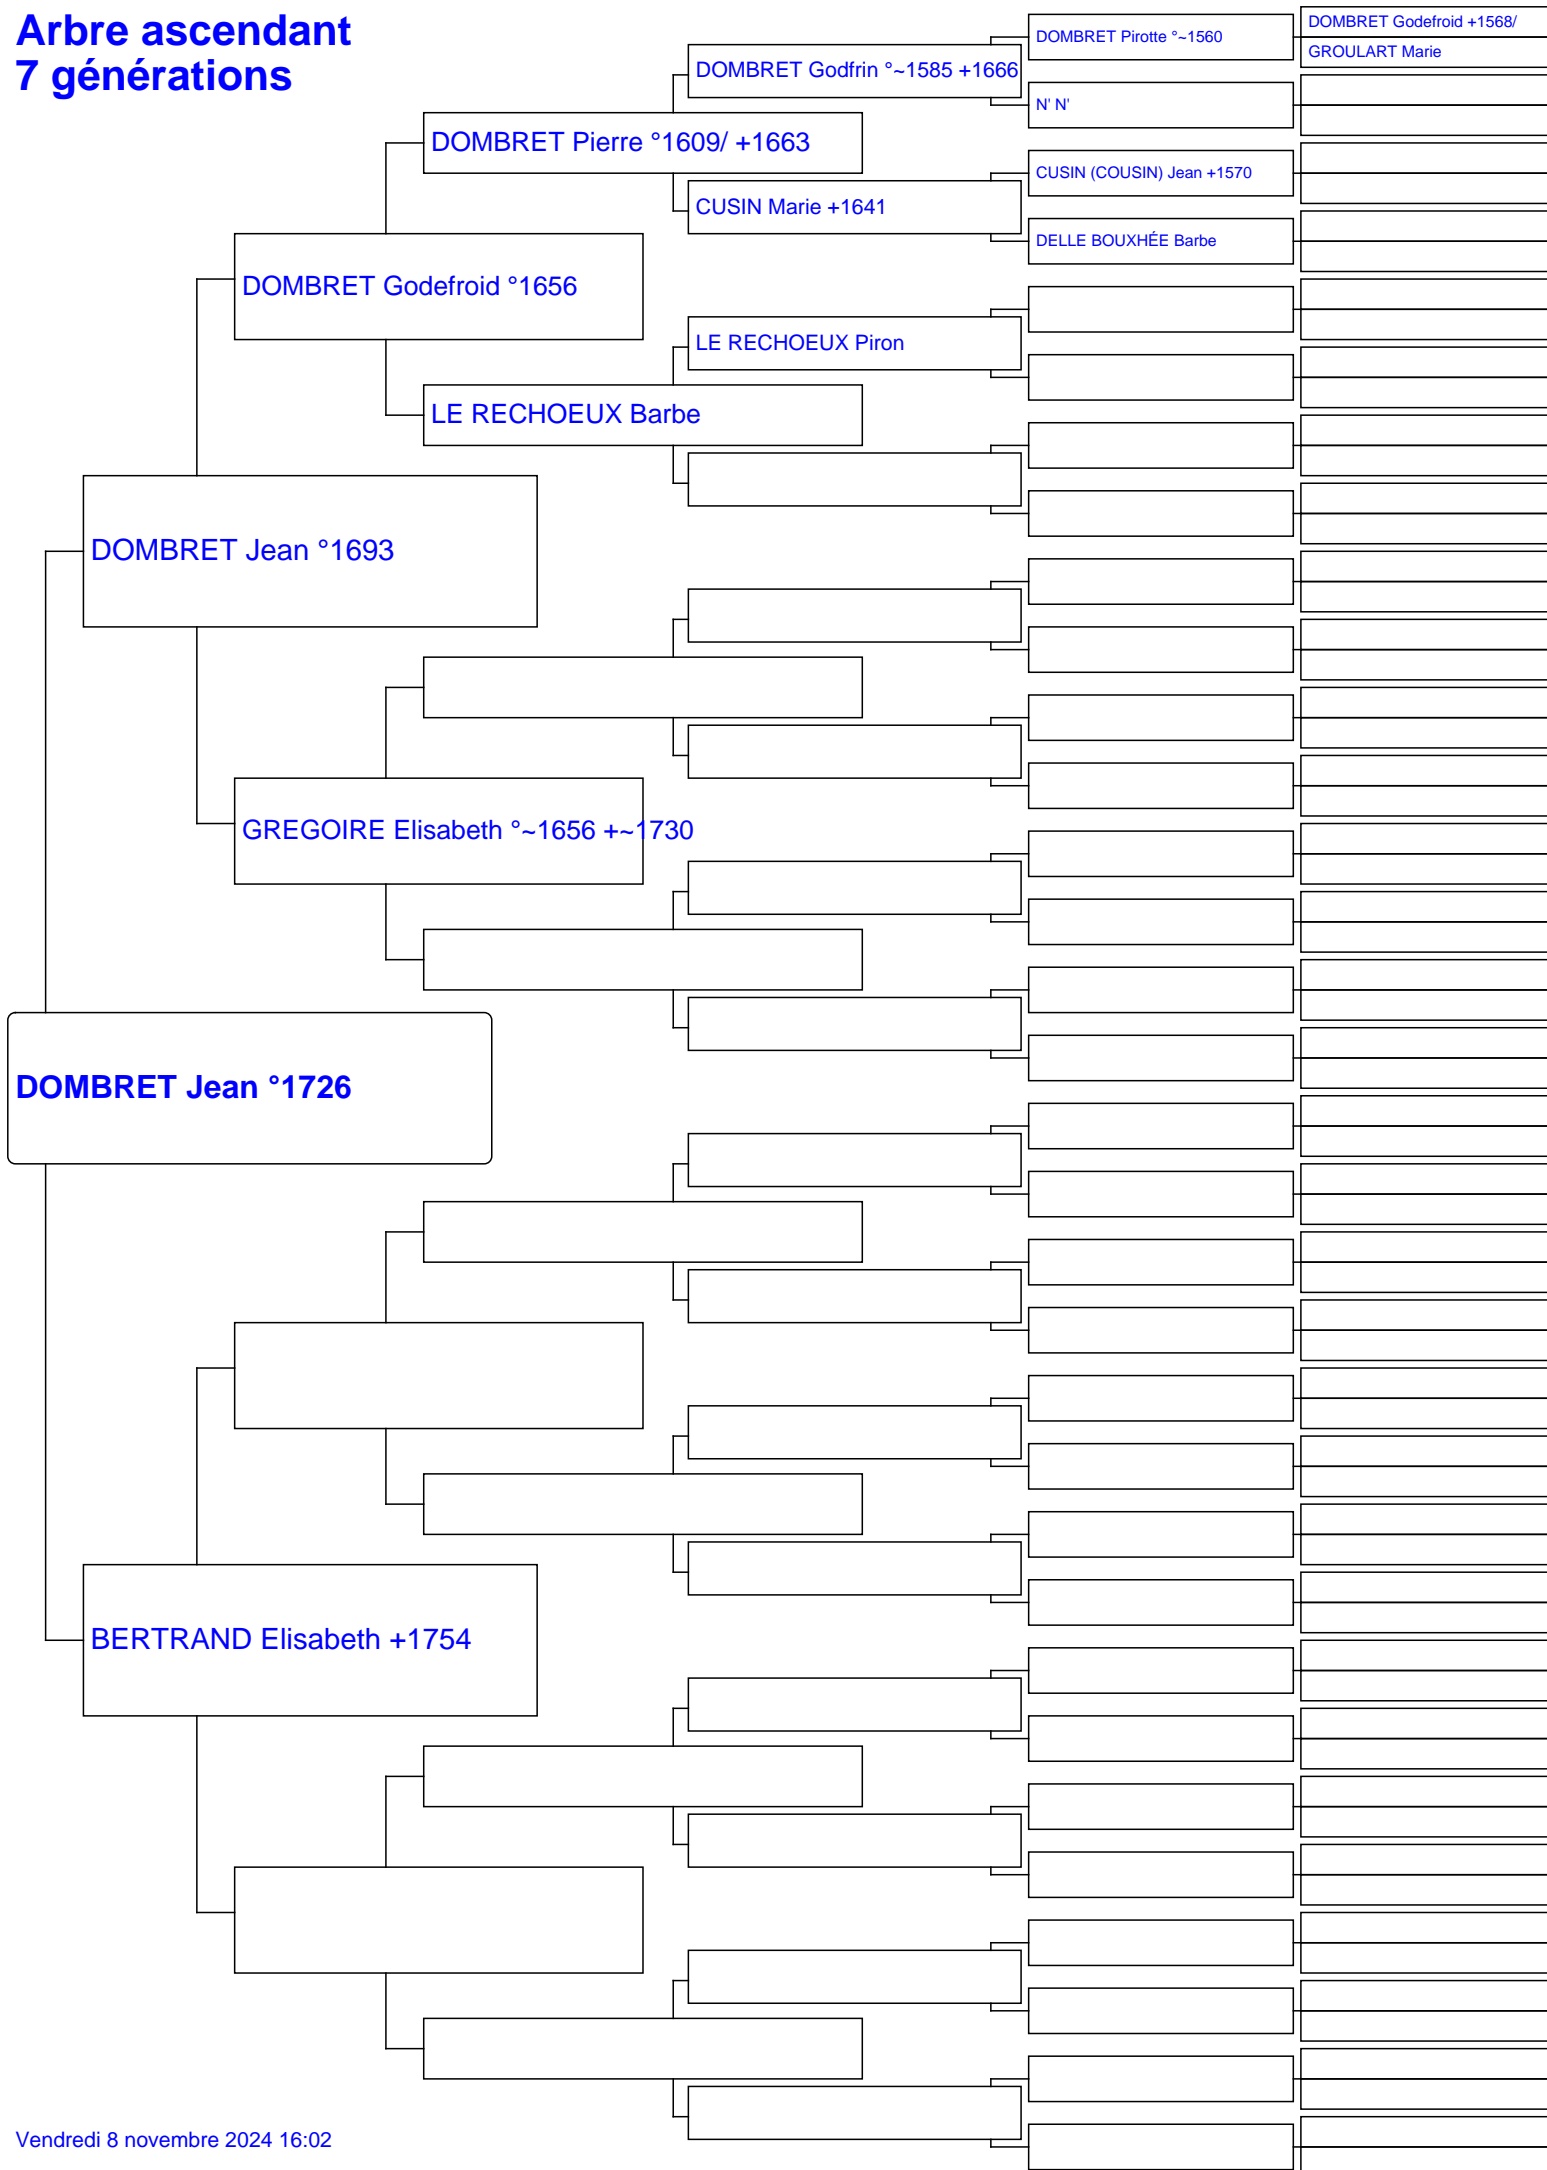 Arbre ascendant
7 générations
DOMBRET Godefroid +1568/
DOMBRET Pirotte °~1560
GROULART Marie
DOMBRET Godfrin °~1585 +1666
N' N'
DOMBRET Pierre °1609/ +1663
CUSIN (COUSIN) Jean +1570
CUSIN Marie +1641
DELLE BOUXHÉE Barbe
DOMBRET Godefroid °1656
LE RECHOEUX Piron
LE RECHOEUX Barbe
DOMBRET Jean °1693
GREGOIRE Elisabeth °~1656 +~1730
DOMBRET Jean °1726
BERTRAND Elisabeth +1754
Vendredi 8 novembre 2024 16:02